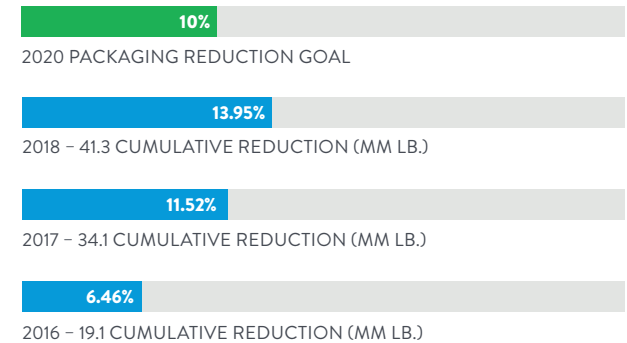 10%
2020 PACKAGING REDUCTION GOAL
13.95%
2018 – 41.3 CUMULATIVE REDUCTION (MM LB.)
11.52%
2017 – 34.1 CUMULATIVE REDUCTION (MM LB.)
6.46%
2016 – 19.1 CUMULATIVE REDUCTION (MM LB.)